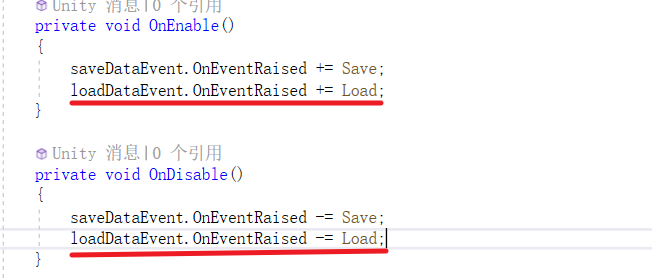 Unity 消息|0 个引用
private void OnEnable()
{
saveDataEvent.OnEventRaised += Save;
loadDataEvent.OnEventRaised += Load;
}
Unity 消息|0 个引用
private void OnDisable()
{
saveDataEvent.OnEventRaised -= Save;
loadDataEvent.OnEventRaised -= Load;
}